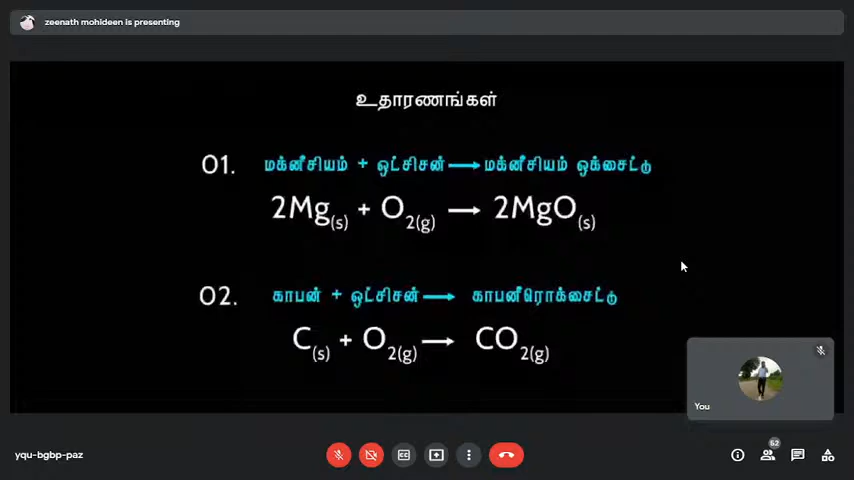 zeenath mohideen is presenting
உதாரணங்கள்
01. மக்னீசியம் + ஒட்சிசன் ⟶ மக்னீசியம் ஒக்சைட்டு
2Mg(s) + O2(g) ⟶ 2MgO(s)
02. காபன் + ஒட்சிசன் ⟶ காபனீரொக்சைட்டு
C(s) + O2(g) ⟶ CO2(g)
You
yqu-bgbp-paz
52